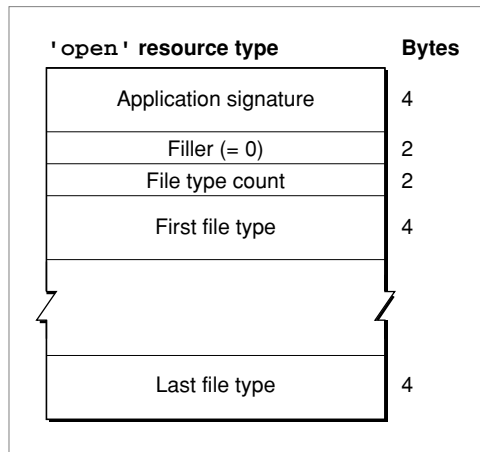 'open' resource type Bytes
Application signature 4
Filler (= 0) 2
File type count 2
First file type 4
Last file type 4